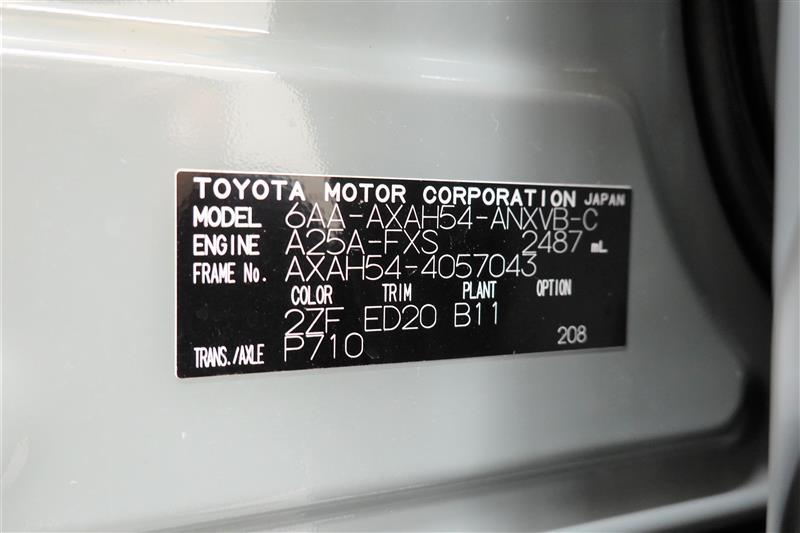 TOYOTA MOTOR CORPORATION JAPAN
MODEL 6AA-AXAH54-ANXVB-C
ENGINE A25A-FXS 2487 mL
FRAME No. AXAH54-4057043
COLOR TRIM PLANT OPTION
2ZF ED20 B11
TRANS./AXLE P710 208